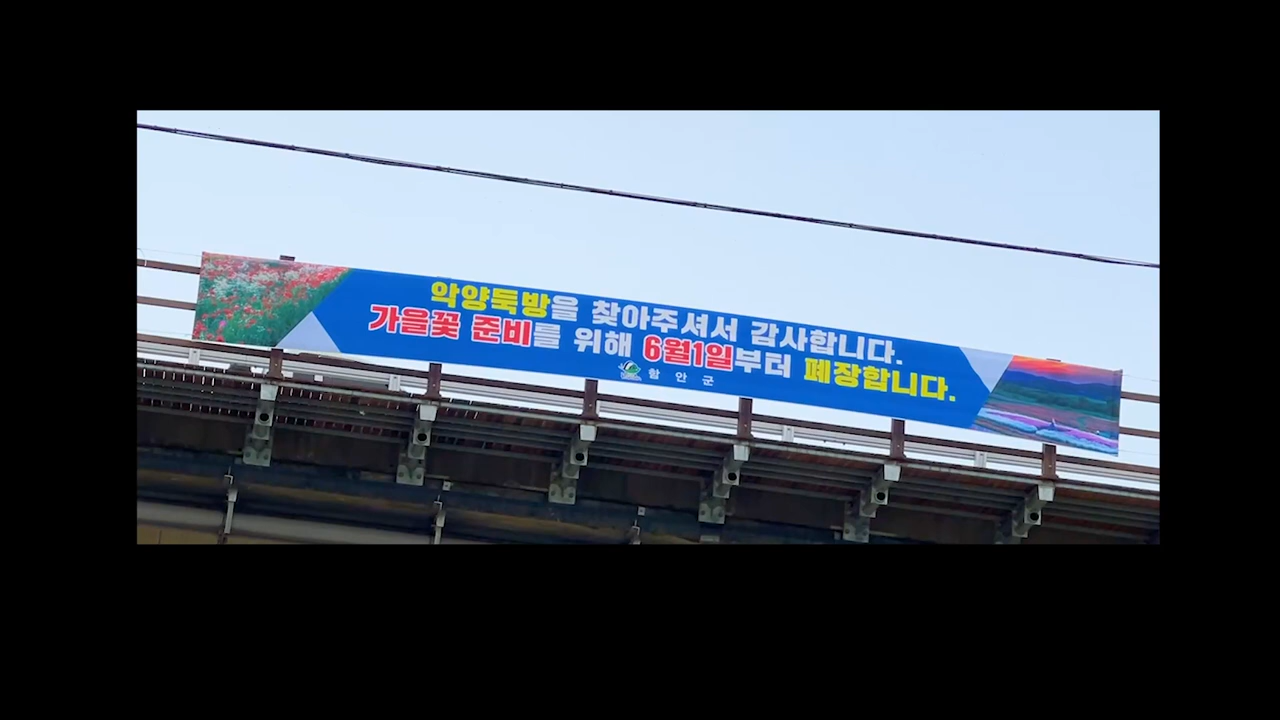 악양둑방을 찾아주셔서 감사합니다.
가을꽃 준비를 위해 6월1일부터 폐장합니다.
함안군